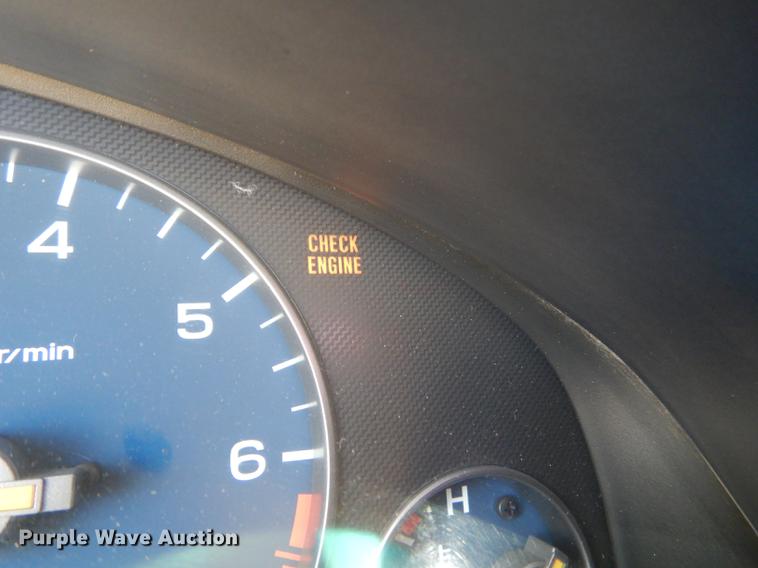 4
CHECK
ENGINE
5
r/min
6
H
Purple Wave Auction